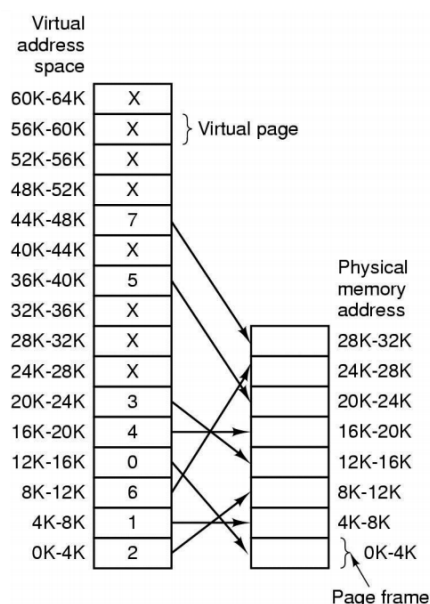 Virtual
address
space
60K-64K X
56K-60K X Virtual page
52K-56K X
48K-52K X
44K-48K 7
40K-44K X
36K-40K 5
Physical
memory
address
32K-36K X
28K-32K X 28K-32K
24K-28K X 24K-28K
20K-24K 3 20K-24K
16K-20K 4 16K-20K
12K-16K 0 12K-16K
8K-12K 6 8K-12K
4K-8K 1 4K-8K
0K-4K 2 0K-4K
Page frame